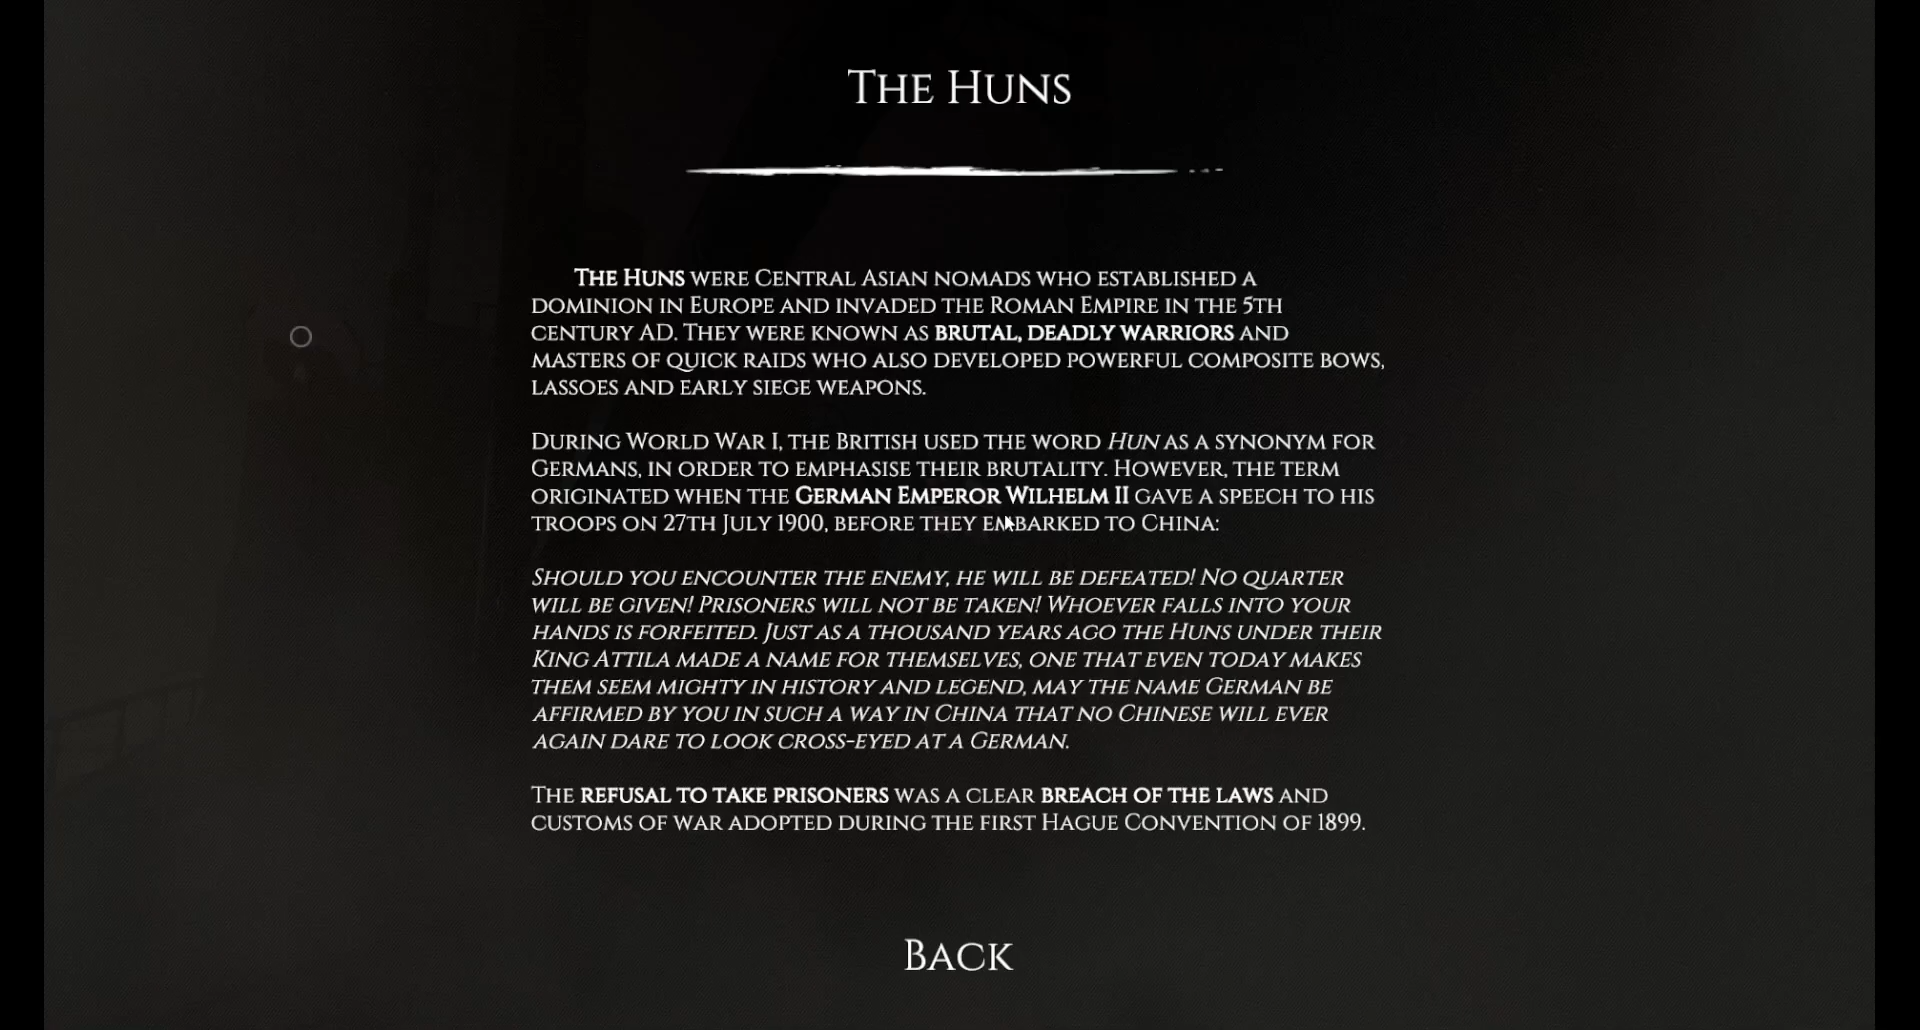 The Huns
The Huns were Central Asian nomads who established a
dominion in Europe and invaded the Roman Empire in the 5th
century AD. They were known as brutal, deadly warriors and
masters of quick raids who also developed powerful composite bows,
lassoes and early siege weapons.
During World War I, the British used the word Hun as a synonym for
Germans, in order to emphasise their brutality. However, the term
originated when the German Emperor Wilhelm II gave a speech to his
troops on 27th July 1900, before they embarked to China:
Should you encounter the enemy, he will be defeated! No quarter
will be given! Prisoners will not be taken! Whoever falls into your
hands is forfeited. Just as a thousand years ago the Huns under their
King Attila made a name for themselves, one that even today makes
them seem mighty in history and legend, may the name German be
affirmed by you in such a way in China that no Chinese will ever
again dare to look cross-eyed at a German.
The refusal to take prisoners was a clear breach of the laws and
customs of war adopted during the first Hague Convention of 1899.
Back